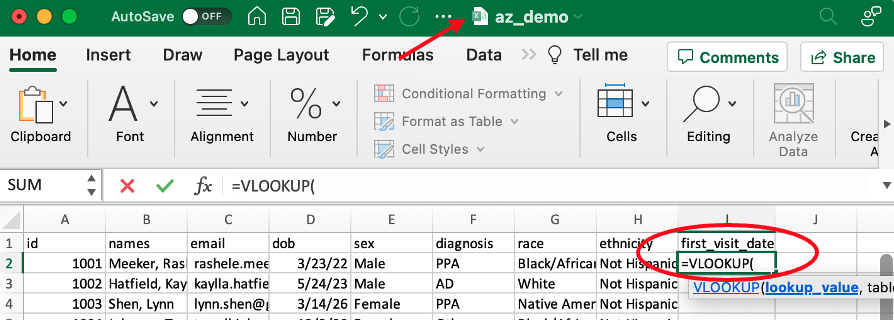 AutoSave OFF ... az_demo
Home Insert Draw Page Layout Formulas Data >> Tell me Comments Share
Clipboard Font Alignment % Number Conditional Formatting Format as Table Cell Styles Cells Editing Analyze Data Crea A
SUM fx =VLOOKUP(
A B C D E F G H I J
1 id names email dob sex diagnosis race ethnicity first_visit_date
2 1001 Meeker, Ras rashele.mee 3/23/22 Male PPA Black/African Not Hispanic =VLOOKUP(
3 1002 Hatfield, Kay kaylla.hatfi 5/24/23 Male AD White Not Hispanic VLOOKUP(lookup_value, table
4 1003 Shen, Lynn lynn.shen@g 3/14/26 Female PPA Native Amer Not Hispanic